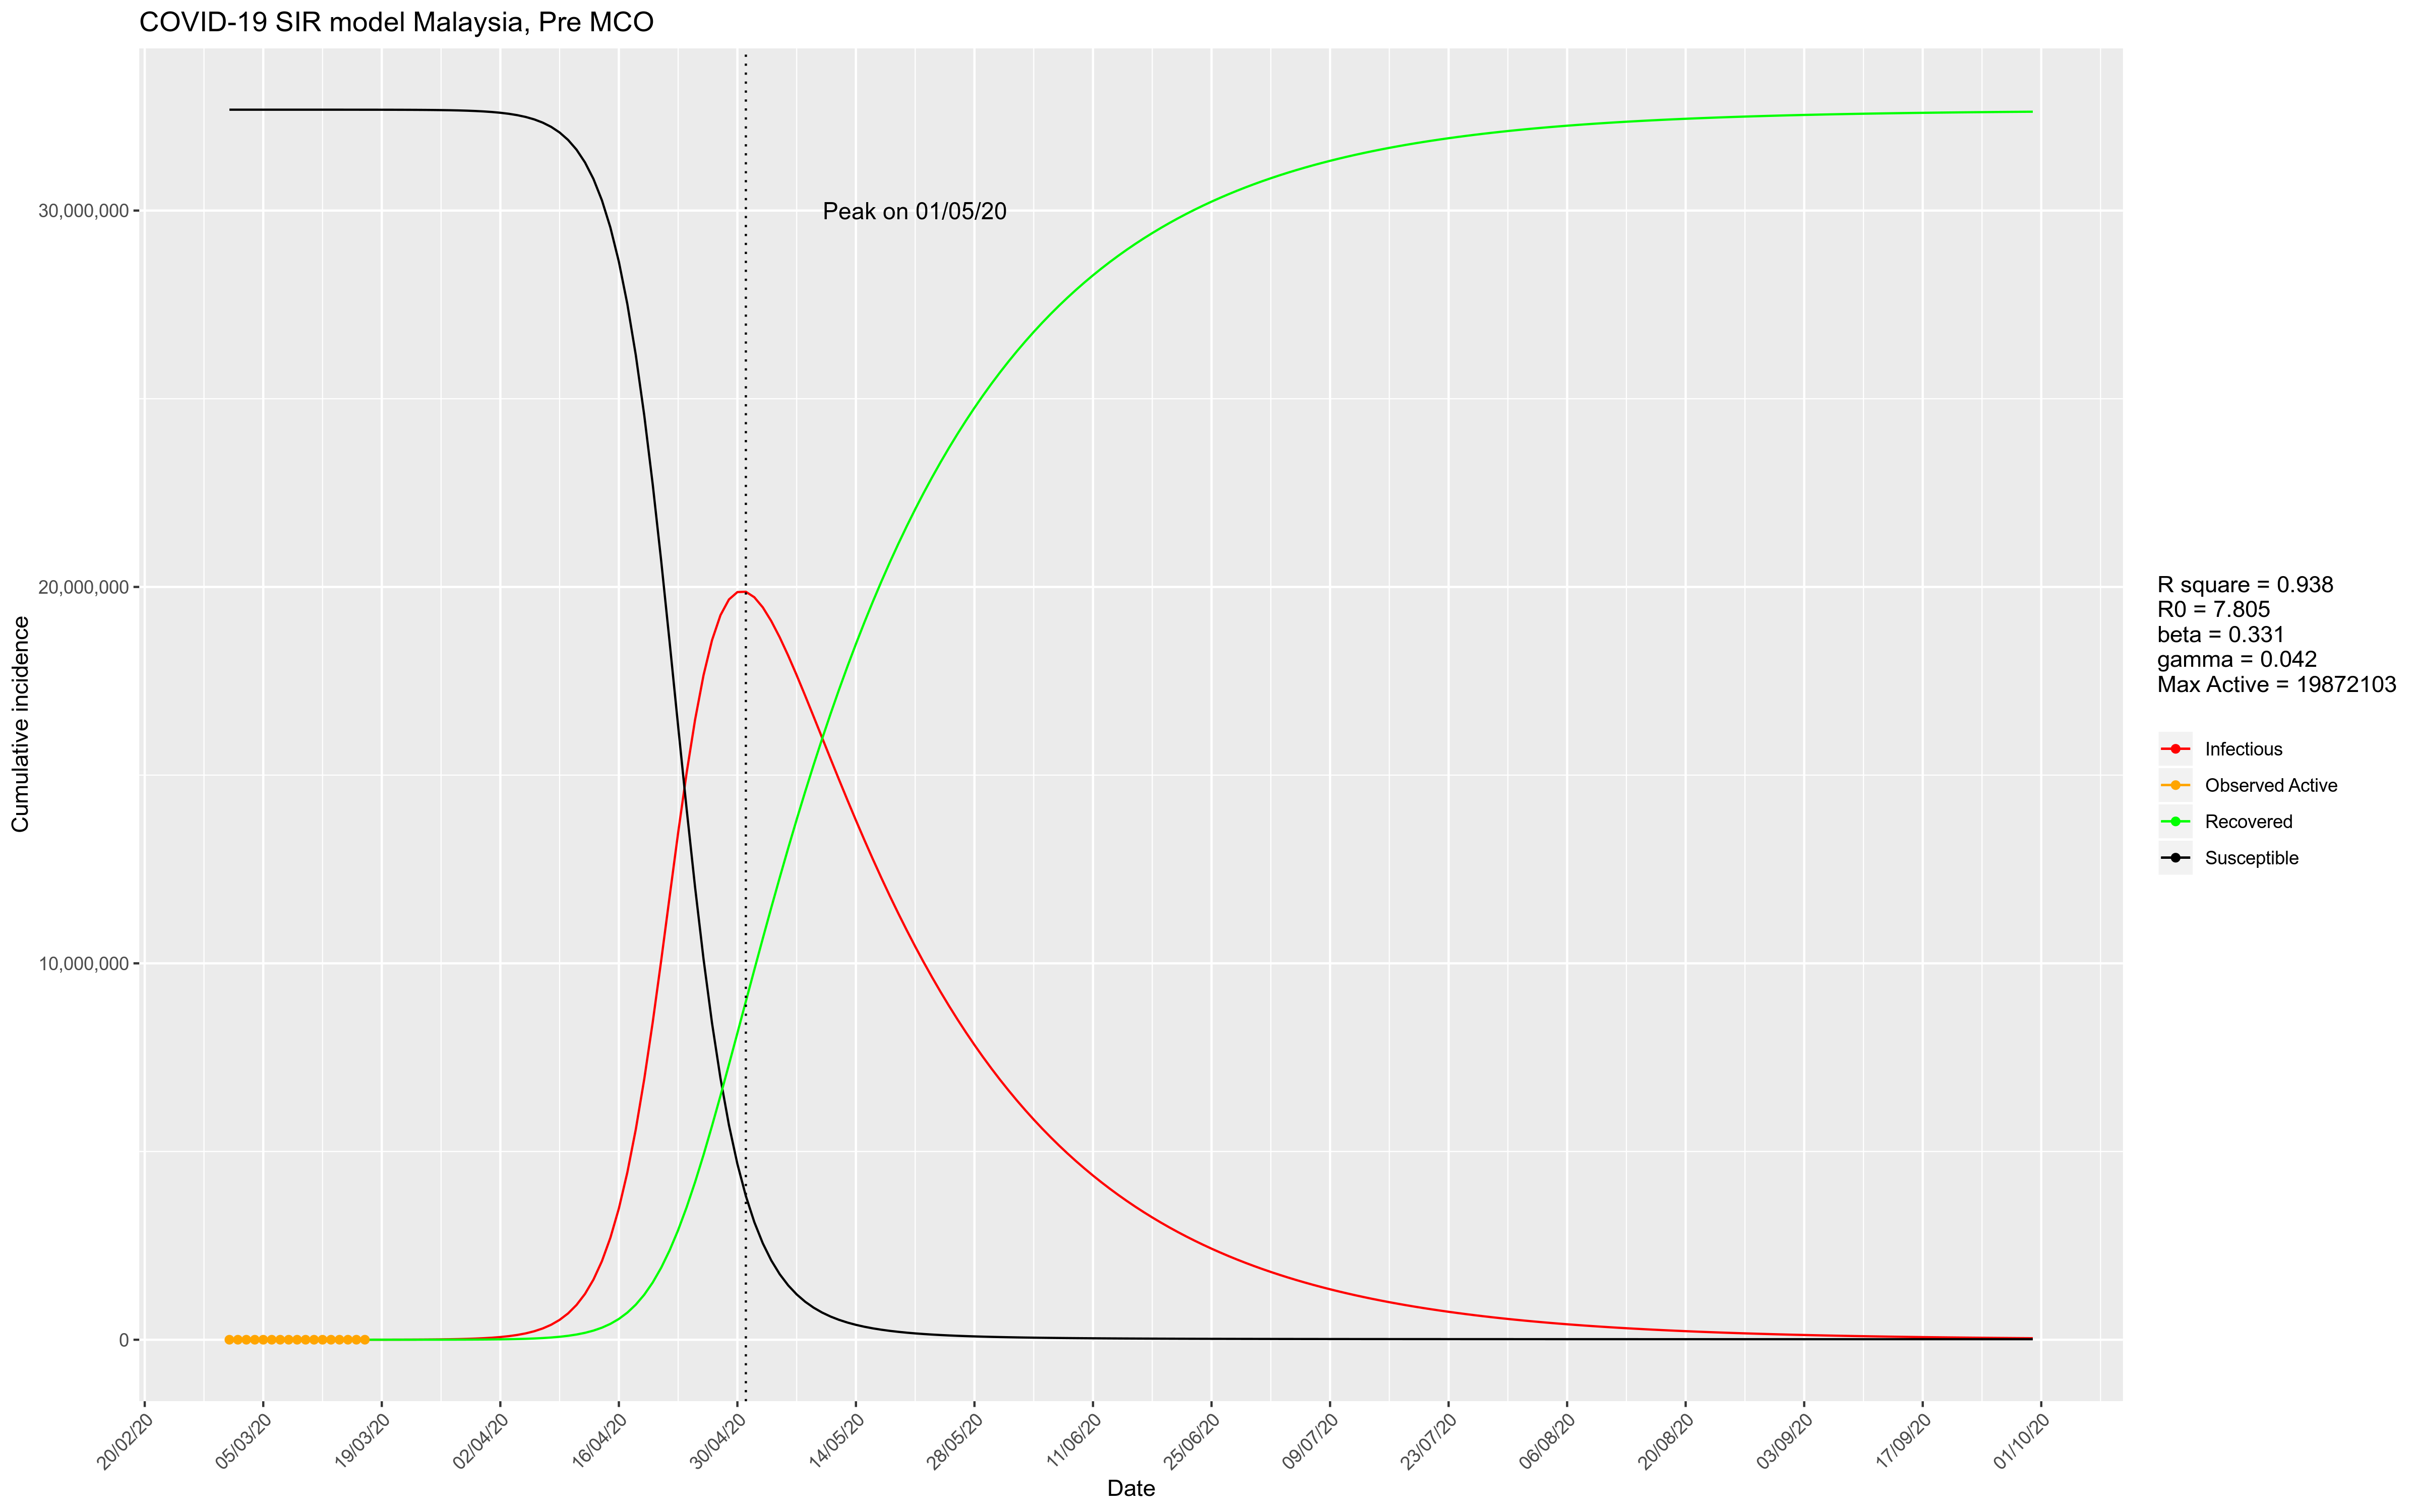 COVID-19 SIR model Malaysia, Pre MCO
Cumulative incidence
30,000,000
20,000,000
10,000,000
0
Peak on 01/05/20
R square = 0.938
R0 = 7.805
beta = 0.331
gamma = 0.042
Max Active = 19872103
Infectious
Observed Active
Recovered
Susceptible
20/02/20
05/03/20
19/03/20
02/04/20
16/04/20
30/04/20
14/05/20
28/05/20
11/06/20
25/06/20
09/07/20
23/07/20
06/08/20
20/08/20
03/09/20
17/09/20
01/10/20
Date